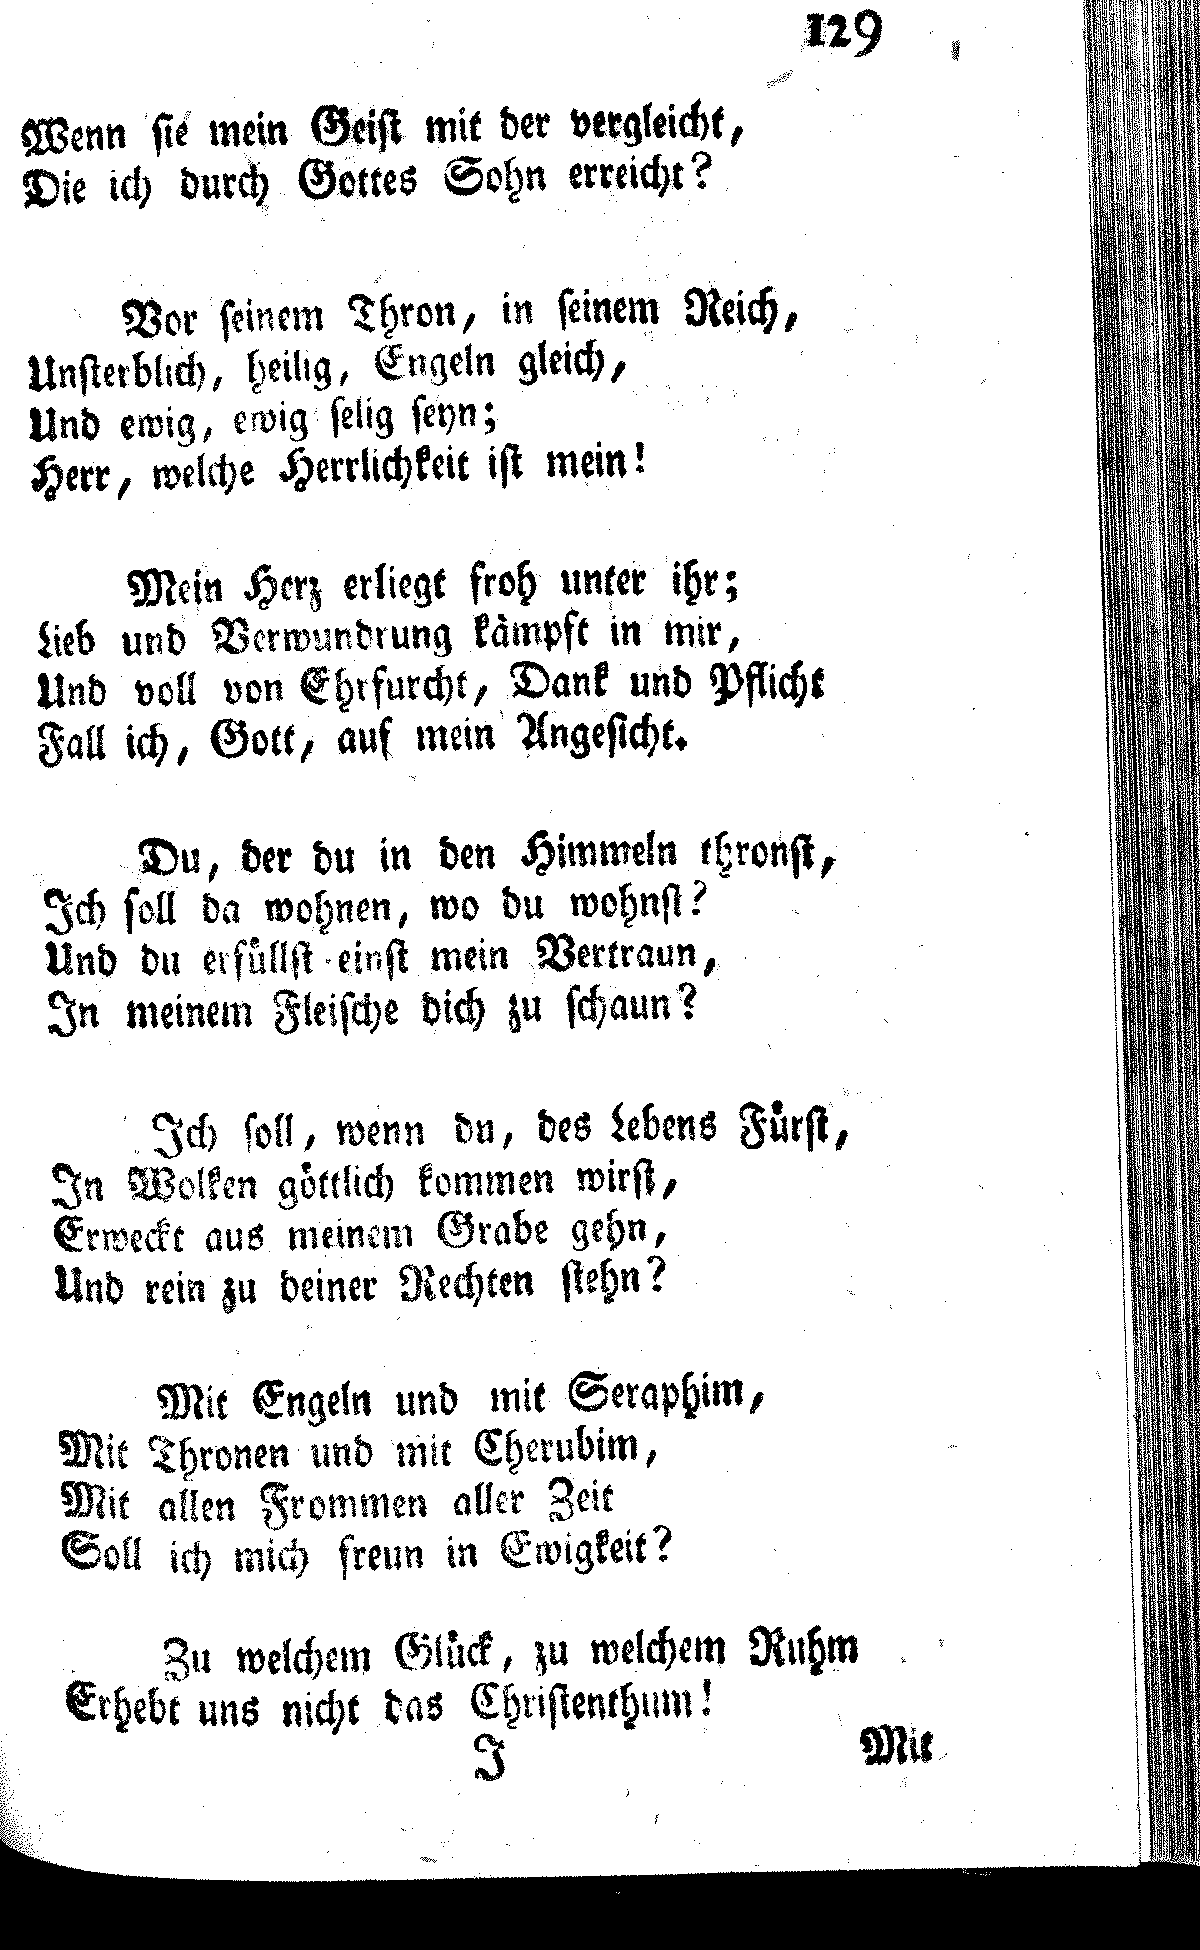 129
Wenn sie mein Geist mit der vergleicht,
Die ich durch Gottes Sohn erreicht?
Vor seinem Thron, in seinem Reich,
Unsterblich, heilig, Engeln gleich,
Und ewig, ewig selig seyn;
Herr, welche Herrlichkeit ist mein!
Mein Herz erliegt froh unter ihr;
Lieb und Verwundrung kämpft in mir,
Und voll von Ehrfurcht, Dank und Pflicht
Fall ich, Gott, auf mein Angesicht.
Du, der du in den Himmeln thronst,
Ich soll da wohnen, wo du wohnst?
Und du erfüllst einst mein Vertraun,
In meinem Fleische dich zu schaun?
Ich soll, wenn du, des Lebens Fürst,
In Wolken göttlich kommen wirst,
Erweckt aus meinem Grabe gehn,
Und rein zu deiner Rechten stehn?
Mit Engeln und mit Seraphim,
Mit Thronen und mit Cherubim,
Mit allen Frommen aller Zeit
Soll ich mich freun in Ewigkeit?
Zu welchem Glück, zu welchem Ruhm
Erhebt uns nicht das Christenthum!
I Mit